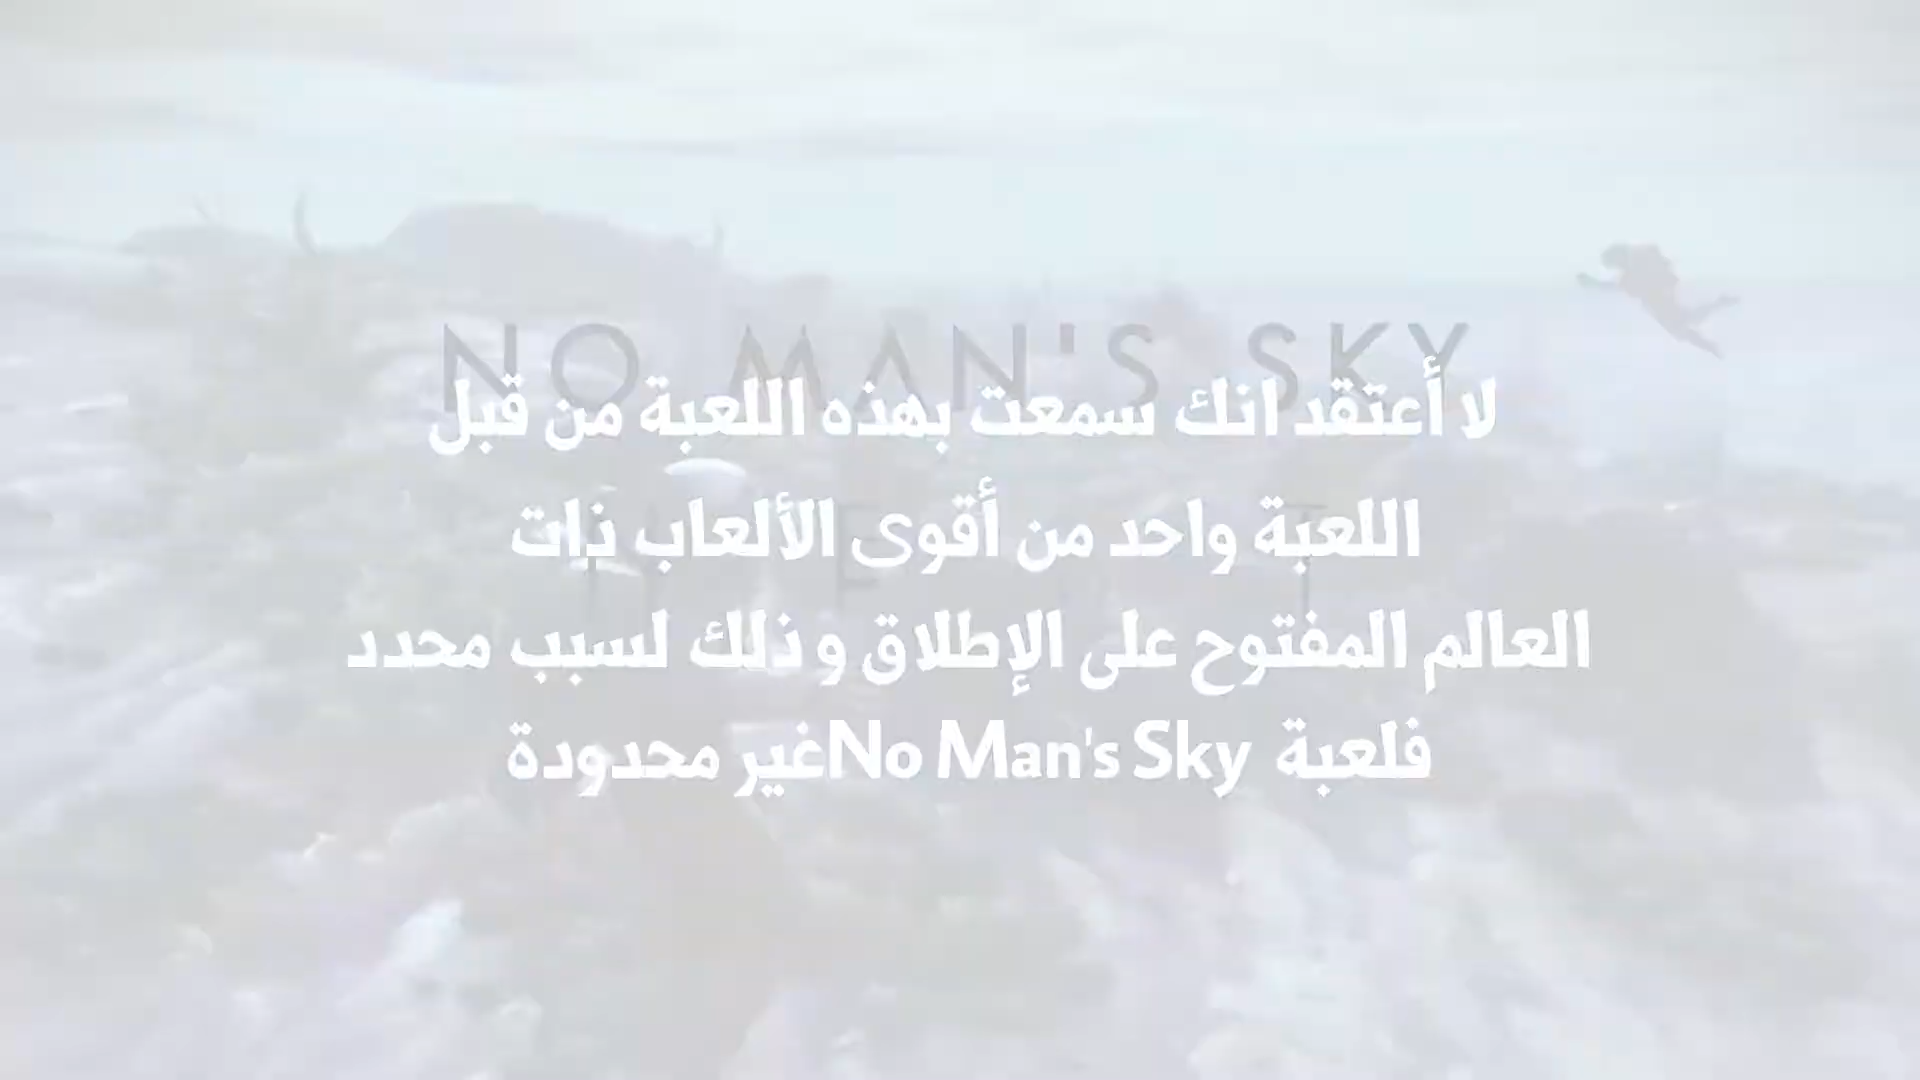 NO MAN'S SKY
لا أعتقد انك سمعت بهذه اللعبة من قبل
اللعبة واحد من أقوى الألعاب ذات
العالم المفتوح على الإطلاق و ذلك لسبب محدد
فلعبة No Man's Sky غير محدودة